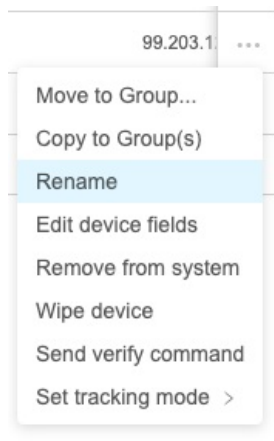 99.203.1
...
Move to Group...
Copy to Group(s)
Rename
Edit device fields
Remove from system
Wipe device
Send verify command
Set tracking mode >